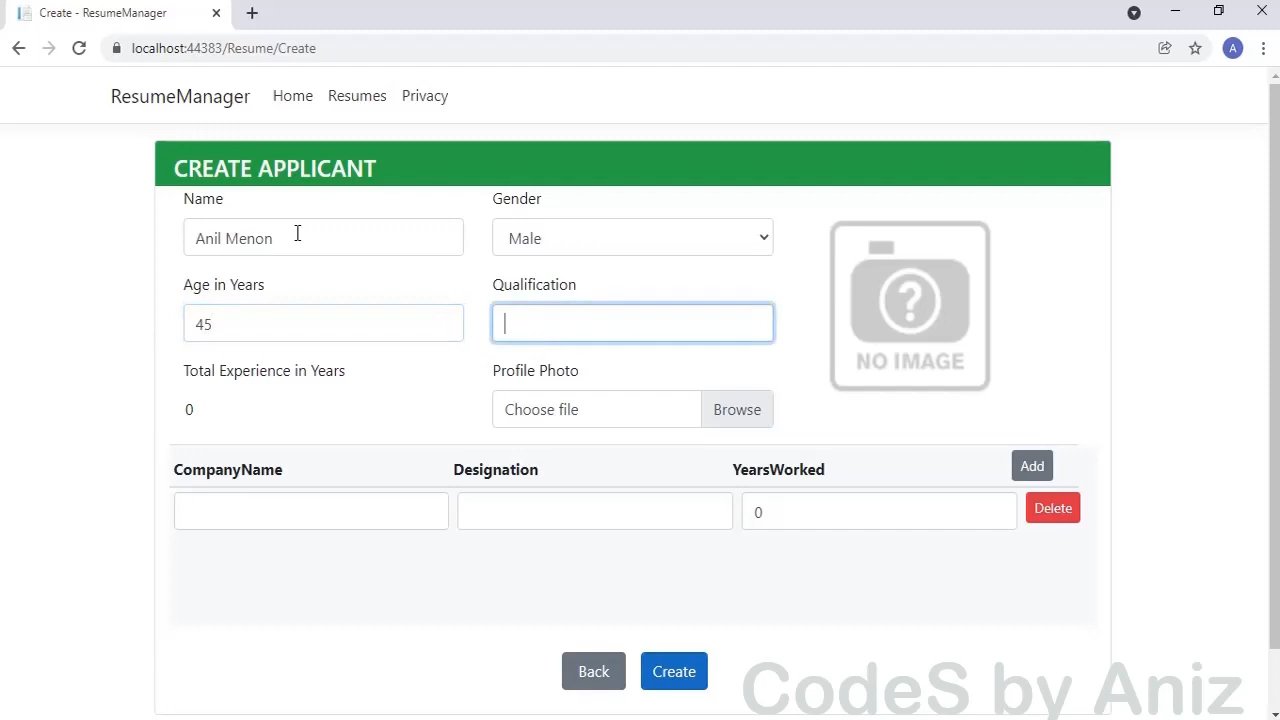 Create - ResumeManager
localhost:44383/Resume/Create
A
ResumeManager Home Resumes Privacy
CREATE APPLICANT
Name Gender
Anil Menon Male
Age in Years Qualification
45
NO IMAGE
Total Experience in Years Profile Photo
0 Choose file Browse
CompanyName Designation YearsWorked Add
0 Delete
Back Create
CodeS by Aniz